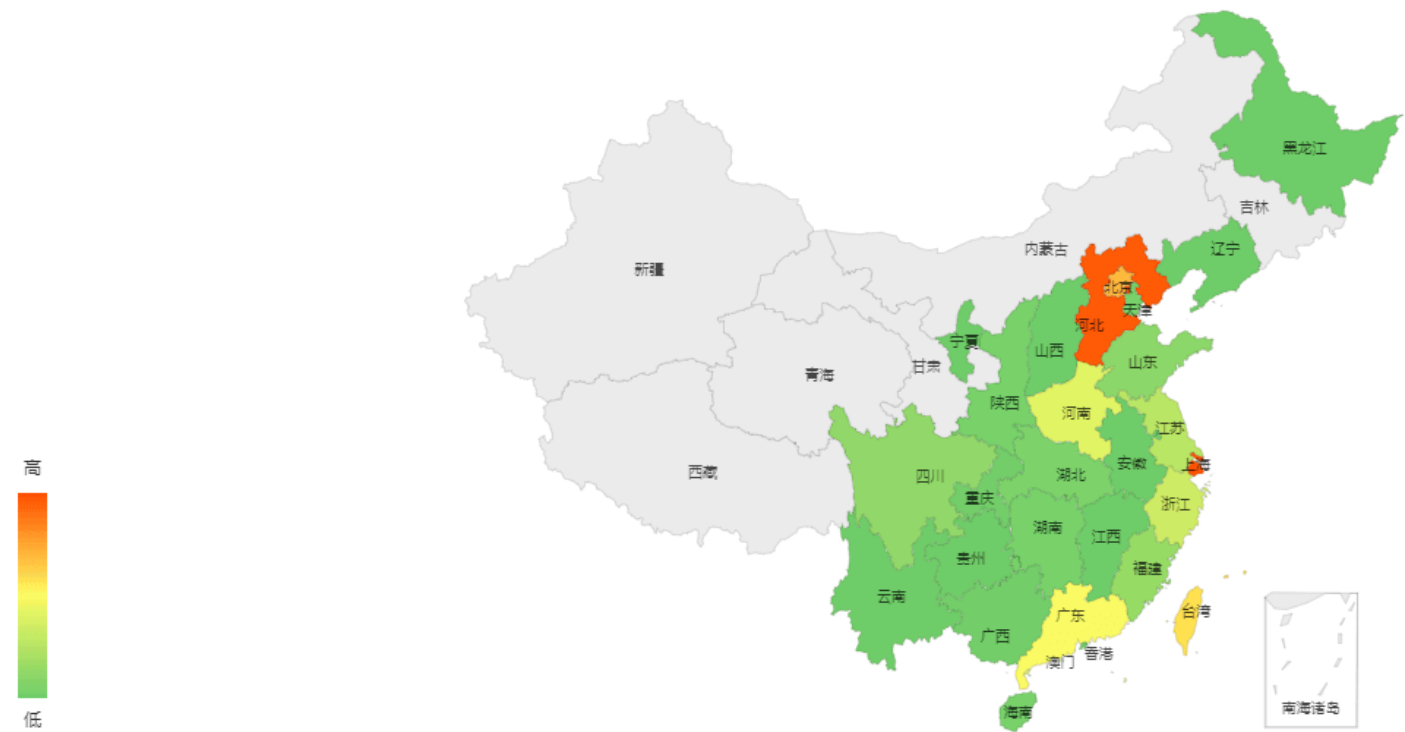 黑龙江
吉林
辽宁
内蒙古
新疆
北京
天津
河北
宁夏
山西
山东
甘肃
青海
陕西
河南
江苏
上海
安徽
高
西藏
四川
湖北
重庆
浙江
湖南
江西
贵州
福建
云南
台湾
广东
广西
香港
澳门
南海诸岛
海南
低